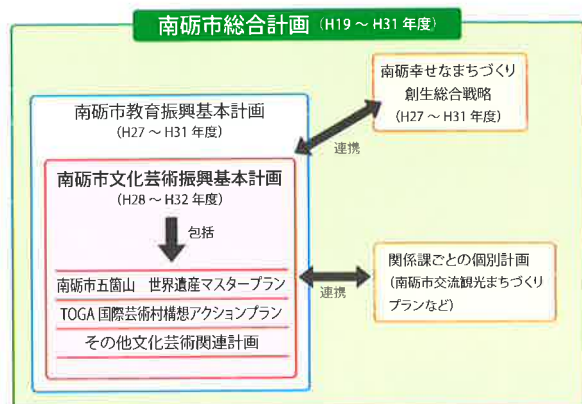 南砺市総合計画（H19～H31年度）
南砺幸せなまちづくり
創生総合戦略
（H27～H31年度）
南砺市教育振興基本計画
（H27～H31年度）
連携
南砺市文化芸術振興基本計画
（H28～H32年度）
包括
南砺市五箇山　世界遺産マスタープラン
TOGA国際芸術村構想アクションプラン
その他文化芸術関連計画
連携
関係課ごとの個別計画
（南砺市交流観光まちづくり
プランなど）